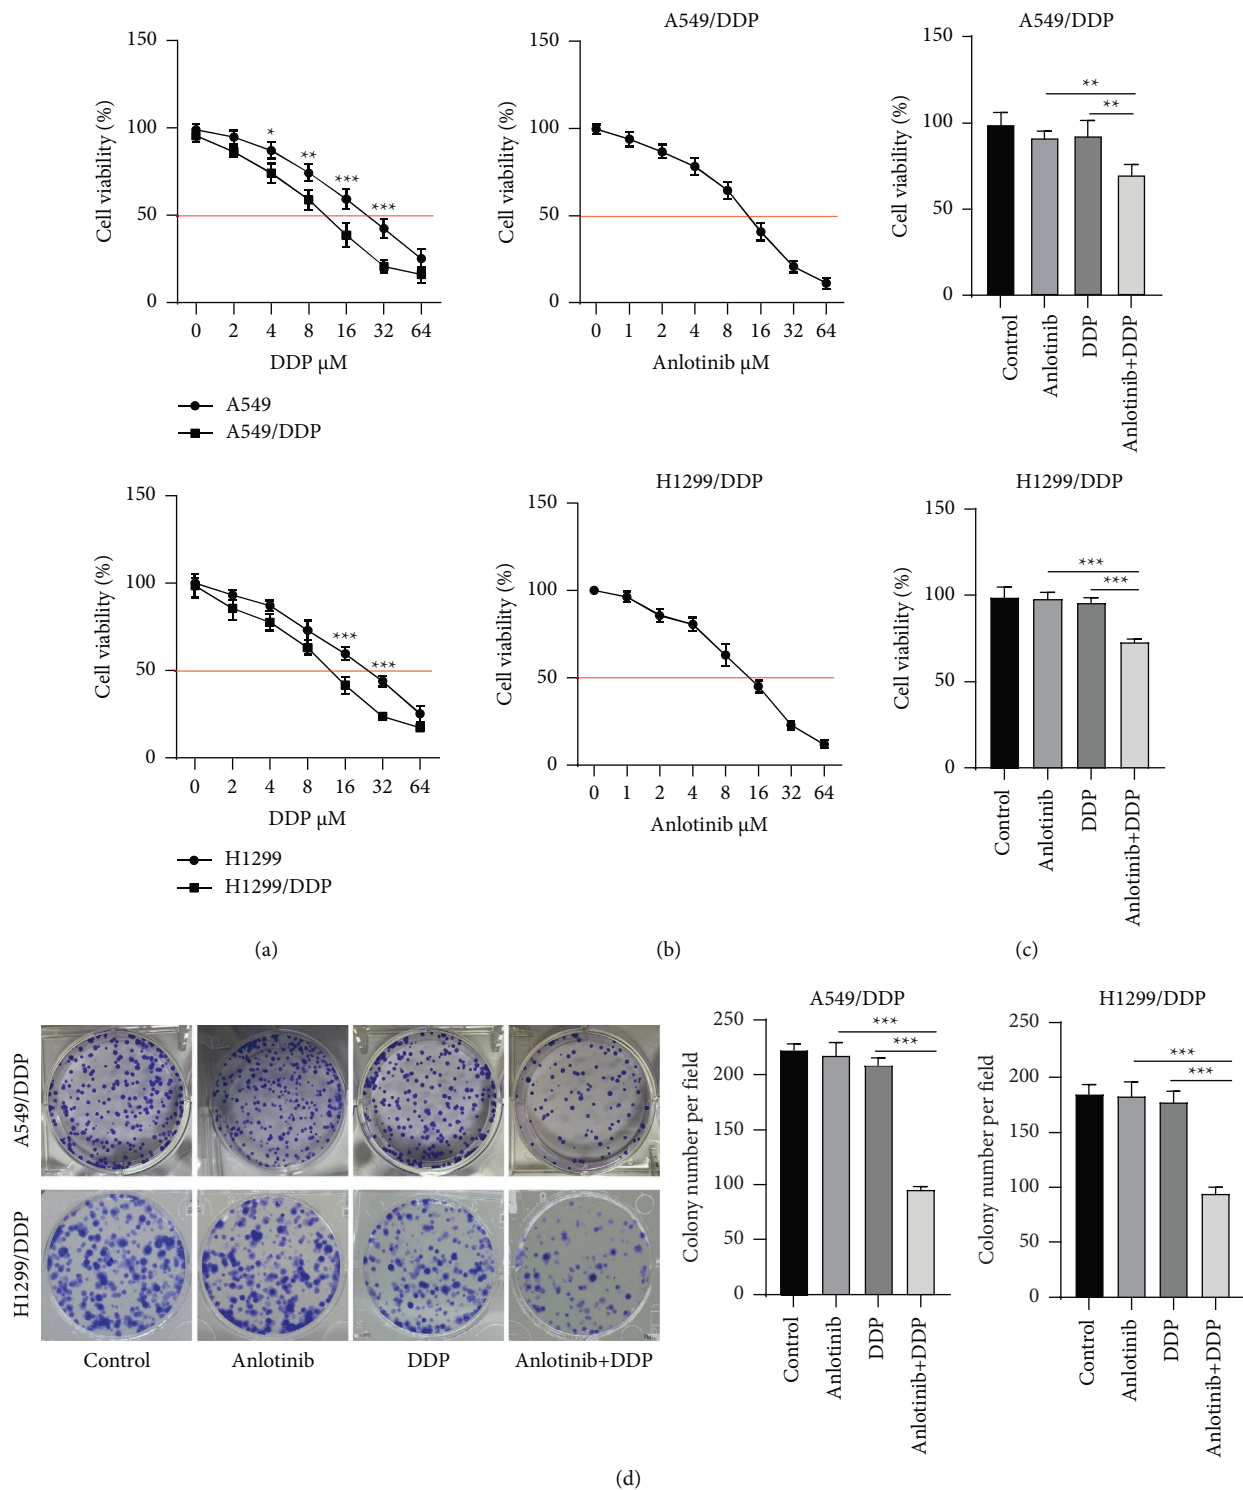 150
100
50
0
Cell viability (%)
*
**
***
***
0 2 4 8 16 32 64
DDP μM
A549
A549/DDP
A549/DDP
150
100
50
0
Cell viability (%)
0 1 2 4 8 16 32 64
Anlotinib μM
A549/DDP
150
100
50
0
Cell viability (%)
**
**
Control
Anlotinib
DDP
Anlotinib+DDP
150
100
50
0
Cell viability (%)
***
***
0 2 4 8 16 32 64
DDP μM
H1299
H1299/DDP
H1299/DDP
150
100
50
0
Cell viability (%)
0 1 2 4 8 16 32 64
Anlotinib μM
H1299/DDP
150
100
50
0
Cell viability (%)
***
***
Control
Anlotinib
DDP
Anlotinib+DDP
(a)
(b)
(c)
A549/DDP
H1299/DDP
Control
Anlotinib
DDP
Anlotinib+DDP
A549/DDP
250
200
150
100
50
0
Colony number per field
***
***
Control
Anlotinib
DDP
Anlotinib+DDP
H1299/DDP
250
200
150
100
50
0
Colony number per field
***
***
Control
Anlotinib
DDP
Anlotinib+DDP
(d)